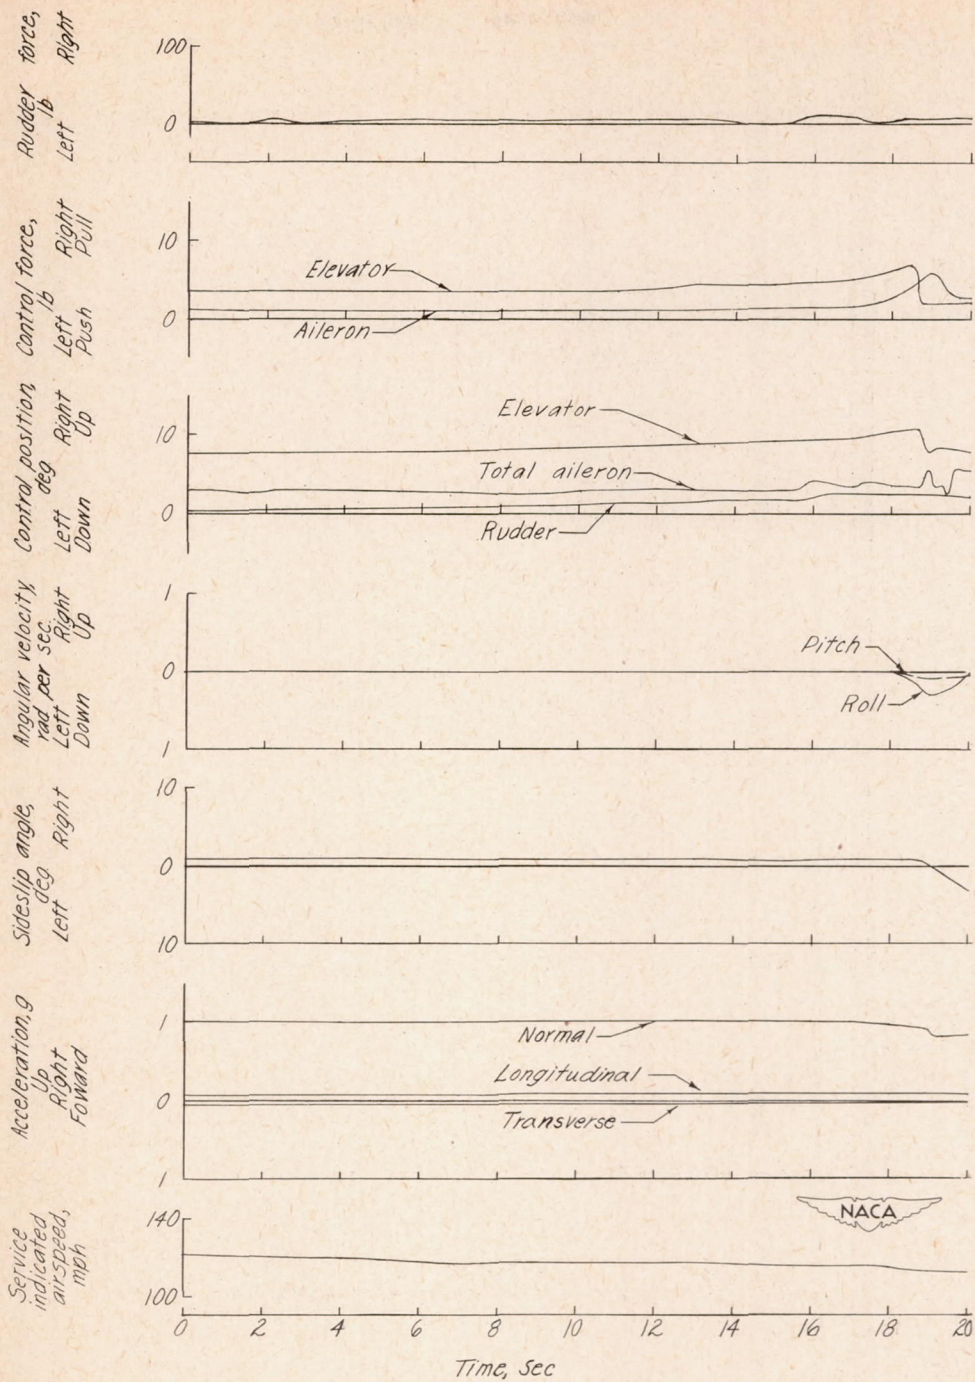 Rudder force,
lb
Left Right
100
0
Control force,
lb
Left Right
Push Pull
10
0
Elevator
Aileron
Control position,
deg
Left Right
Down Up
10
0
Elevator
Total aileron
Rudder
Angular velocity,
rad per sec.
Left Right
Down Up
1
0
1
Pitch
Roll
Sideslip angle,
deg
Left Right
10
0
10
Acceleration, g
Up
Right
Foward
1
0
1
Normal
Longitudinal
Transverse
NACA
Service
indicated
airspeed,
mph
140
100
0 2 4 6 8 10 12 14 16 18 20
Time, sec